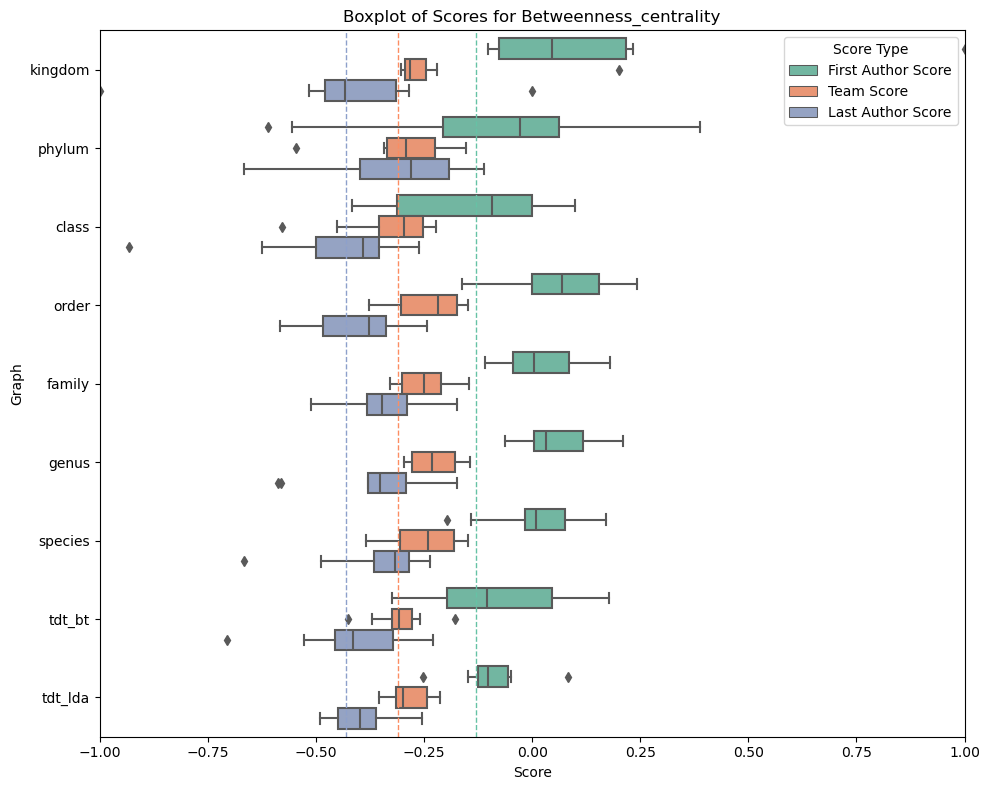 Boxplot of Scores for Betweenness_centrality
Score Type
First Author Score
Team Score
Last Author Score
Graph
kingdom
phylum
class
order
family
genus
species
tdt_bt
tdt_lda
−1.00 −0.75 −0.50 −0.25 0.00 0.25 0.50 0.75 1.00
Score